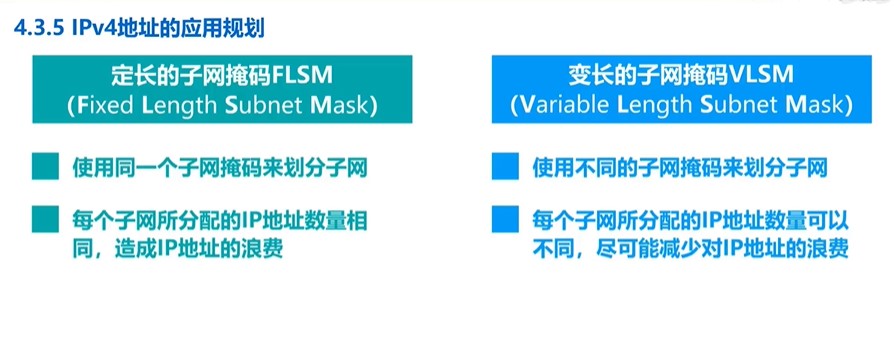 4.3.5 IPv4地址的应用规划
定长的子网掩码FLSM
（Fixed Length Subnet Mask）
使用同一个子网掩码来划分子网
每个子网所分配的IP地址数量相
同，造成IP地址的浪费
变长的子网掩码VLSM
（Variable Length Subnet Mask）
使用不同的子网掩码来划分子网
每个子网所分配的IP地址数量可以
不同，尽可能减少对IP地址的浪费